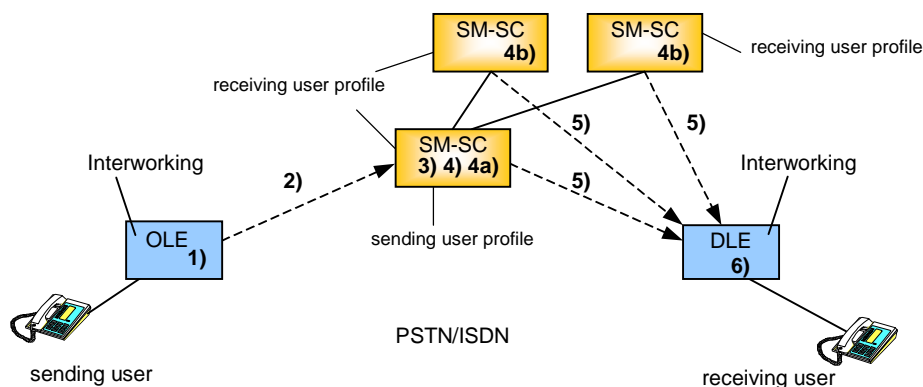 SM-SC
4b)
SM-SC
4b)
receiving user profile
receiving user profile
5)
5)
SM-SC
3) 4) 4a)
Interworking
2)
5)
Interworking
sending user profile
OLE
1)
DLE
6)
PSTN/ISDN
sending user
receiving user